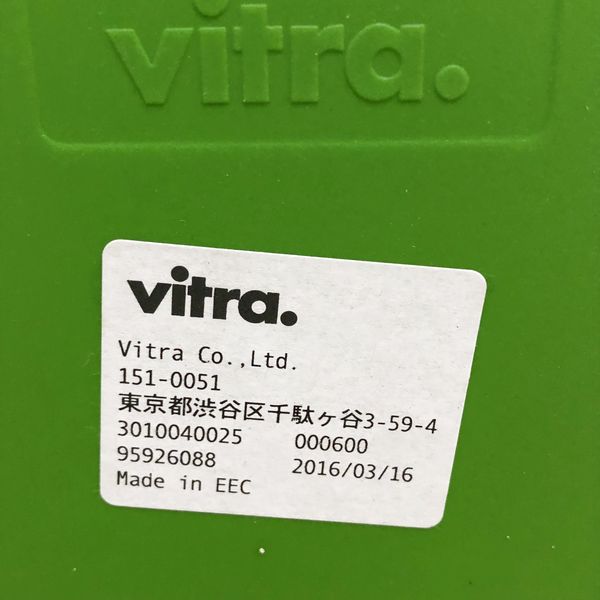 vitra.
vitra.
Vitra Co.,Ltd.
151-0051
東京都渋谷区千駄ヶ谷3-59-4
3010040025 000600
95926088 2016/03/16
Made in EEC